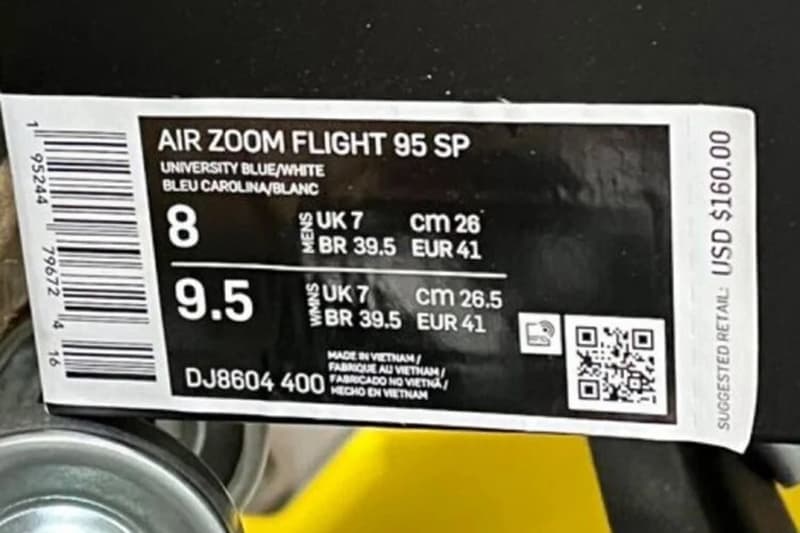 AIR ZOOM FLIGHT 95 SP
UNIVERSITY BLUE/WHITE
BLEU CAROLINA/BLANC
8 MENS UK 7 cm 26
BR 39.5 EUR 41
9.5 WMNS UK 7 cm 26.5
BR 39.5 EUR 41
DJ8604 400
MADE IN VIETNAM/
FABRIQUE AU VIETNAM/
FABRICADO NO VIETNÃ/
HECHO EN VIETNAM
1 95244 79672 4 16
SUGGESTED RETAIL: USD $160.00